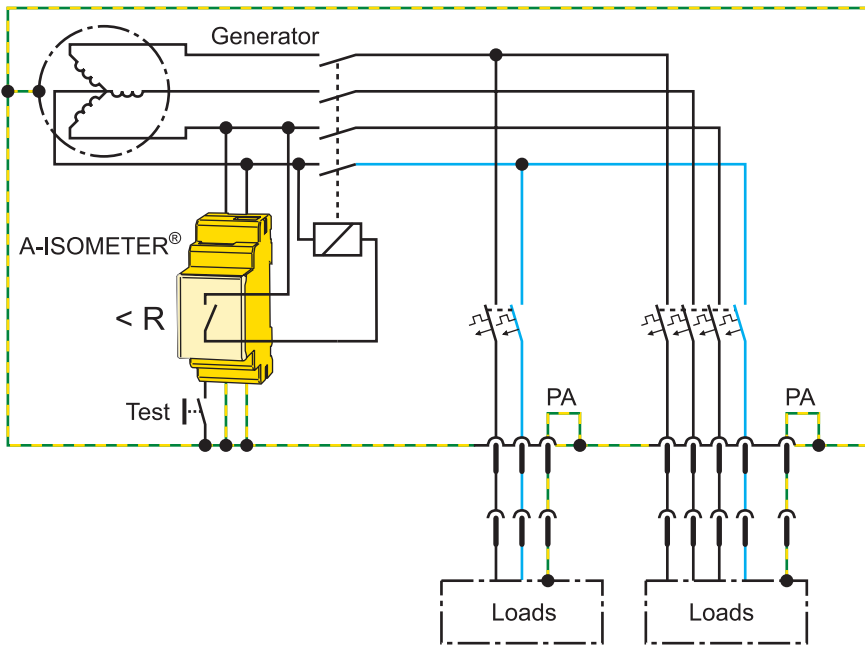 Generator
A-ISOMETER®
< R
Test
PA
PA
Loads
Loads